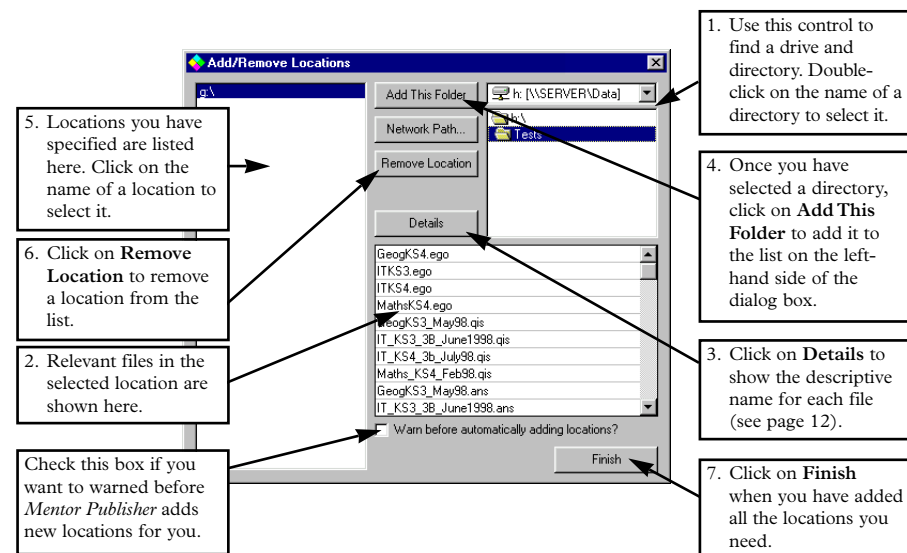 1. Use this control to
find a drive and
directory. Double-
click on the name of a
directory to select it.
Add/Remove Locations
g:\
Add This Folder
h: [\\SERVER\Data]
Network Path...
h:\
Tests
Remove Location
5. Locations you have
specified are listed
here. Click on the
name of a location to
select it.
4. Once you have
selected a directory,
click on Add This
Folder to add it to
the list on the left-
hand side of the
dialog box.
Details
6. Click on Remove
Location to remove
a location from the
list.
GeogKS4.ego
ITKS3.ego
ITKS4.ego
MathsKS4.ego
GeogKS3_May98.qis
IT_KS3_3B_June1998.qis
IT_KS4_3b_July98.qis
Maths_KS4_Feb98.qis
GeogKS3_May98.ans
IT_KS3_3B_June1998.ans
2. Relevant files in the
selected location are
shown here.
3. Click on Details to
show the descriptive
name for each file
(see page 12).
Warn before automatically adding locations?
Finish
Check this box if you
want to warned before
Mentor Publisher adds
new locations for you.
7. Click on Finish
when you have added
all the locations you
need.